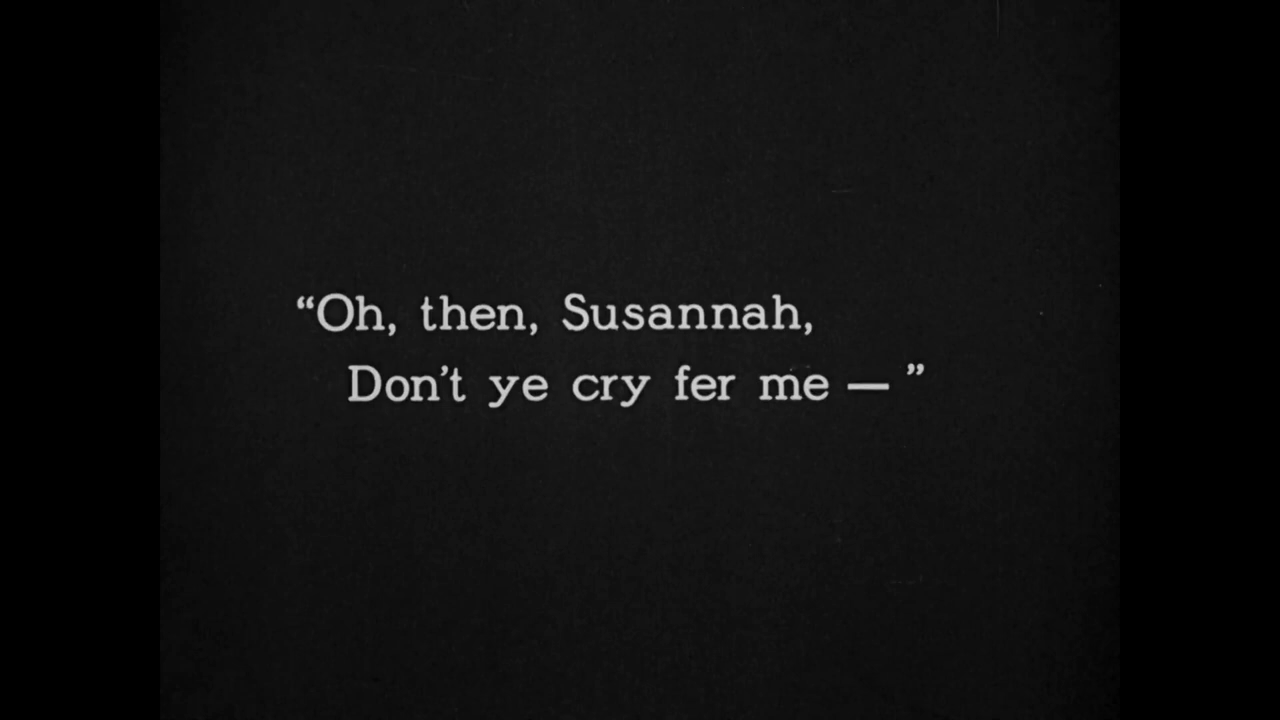 “Oh, then, Susannah,
Don't ye cry fer me — ”